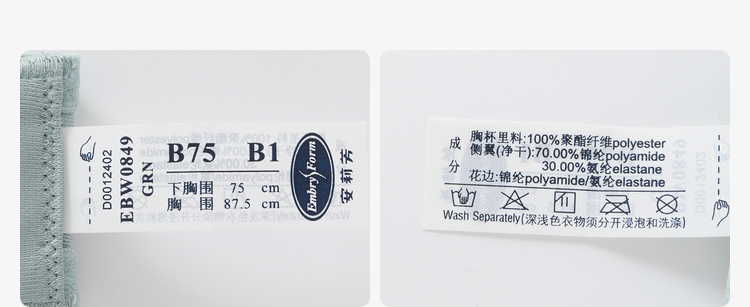 D0012402
EBW0849
GRN
B75 B1
下胸围 75 cm
胸 围 87.5 cm
Embry Form
安莉芳
成分
胸杯里料:100%聚酯纤维polyester
侧翼(净干):70.00%锦纶polyamide
30.00%氨纶elastane
花边:锦纶polyamide/氨纶elastane
Wash Separately(深浅色衣物须分开浸泡和洗涤)